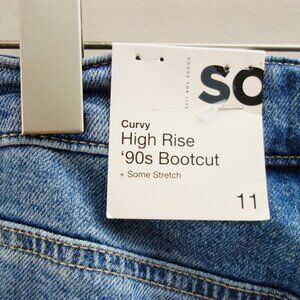 GOODS FOR LIFE
SO
Curvy
High Rise
‘90s Bootcut
+ Some Stretch
11